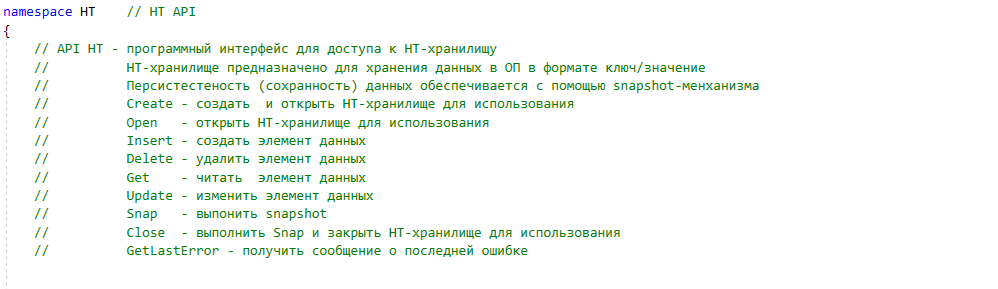 namespace HT    // HT API
{
// API HT - программный интерфейс для доступа к НТ-хранилищу
//          НТ-хранилище предназначено для хранения данных в ОП в формате ключ/значение
//          Персистестеность (сохранность) данных обеспечивается с помощью snapshot-менханизма
//          Create - создать  и открыть HT-хранилище для использования
//          Open   - открыть HT-хранилище для использования
//          Insert - создать элемент данных
//          Delete - удалить элемент данных
//          Get    - читать  элемент данных
//          Update - изменить элемент данных
//          Snap   - выпонить snapshot
//          Close  - выполнить Snap и закрыть HT-хранилище для использования
//          GetLastError - получить сообщение о последней ошибке